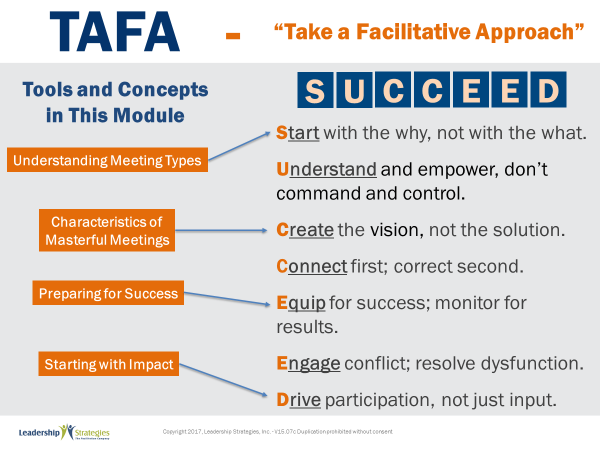 TAFA - “Take a Facilitative Approach”
Tools and Concepts
in This Module
SUCCEED
Start with the why, not with the what.
Understanding Meeting Types
Understand and empower, don’t
command and control.
Characteristics of
Masterful Meetings
Create the vision, not the solution.
Connect first; correct second.
Preparing for Success
Equip for success; monitor for
results.
Starting with Impact
Engage conflict; resolve dysfunction.
Drive participation, not just input.
Leadership Strategies
The Facilitation Company
Copyright 2017, Leadership Strategies, Inc. - v15.07c Duplication prohibited without consent